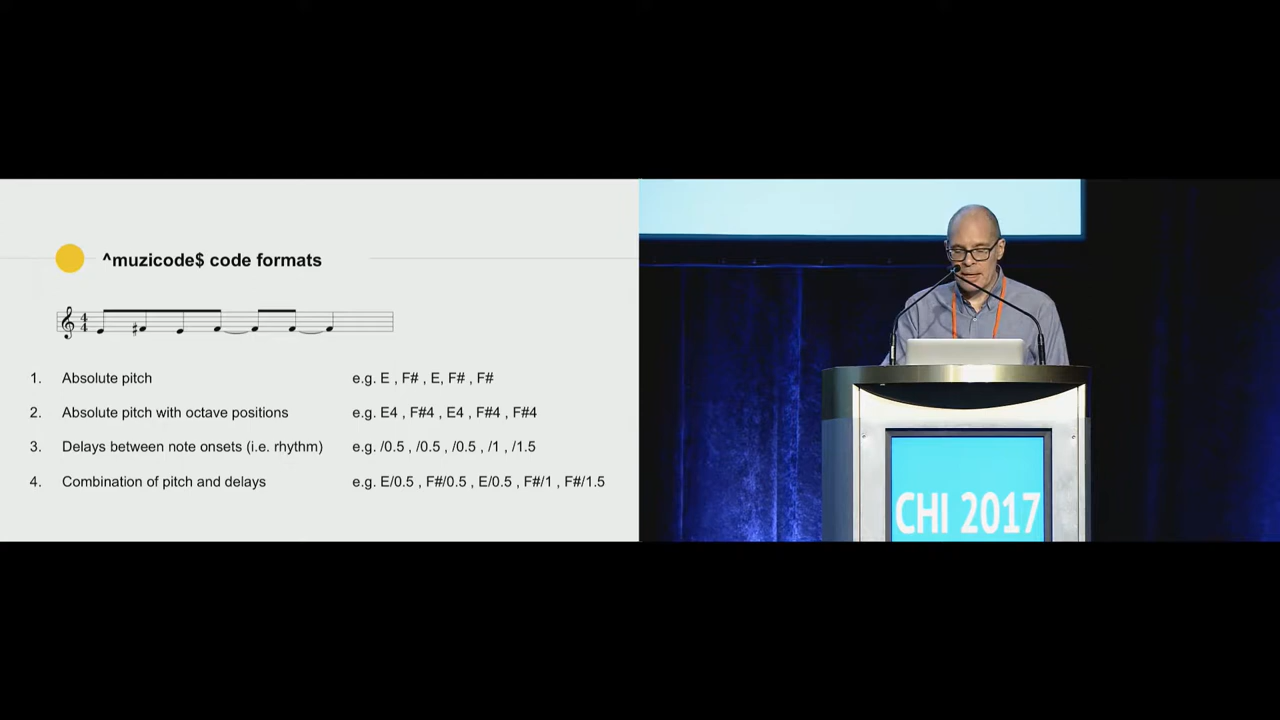 ^muzicode$ code formats
4
4
1. Absolute pitch e.g. E , F# , E, F# , F#
2. Absolute pitch with octave positions e.g. E4 , F#4 , E4 , F#4 , F#4
3. Delays between note onsets (i.e. rhythm) e.g. /0.5 , /0.5 , /0.5 , /1 , /1.5
4. Combination of pitch and delays e.g. E/0.5 , F#/0.5 , E/0.5 , F#/1 , F#/1.5
CHI 2017